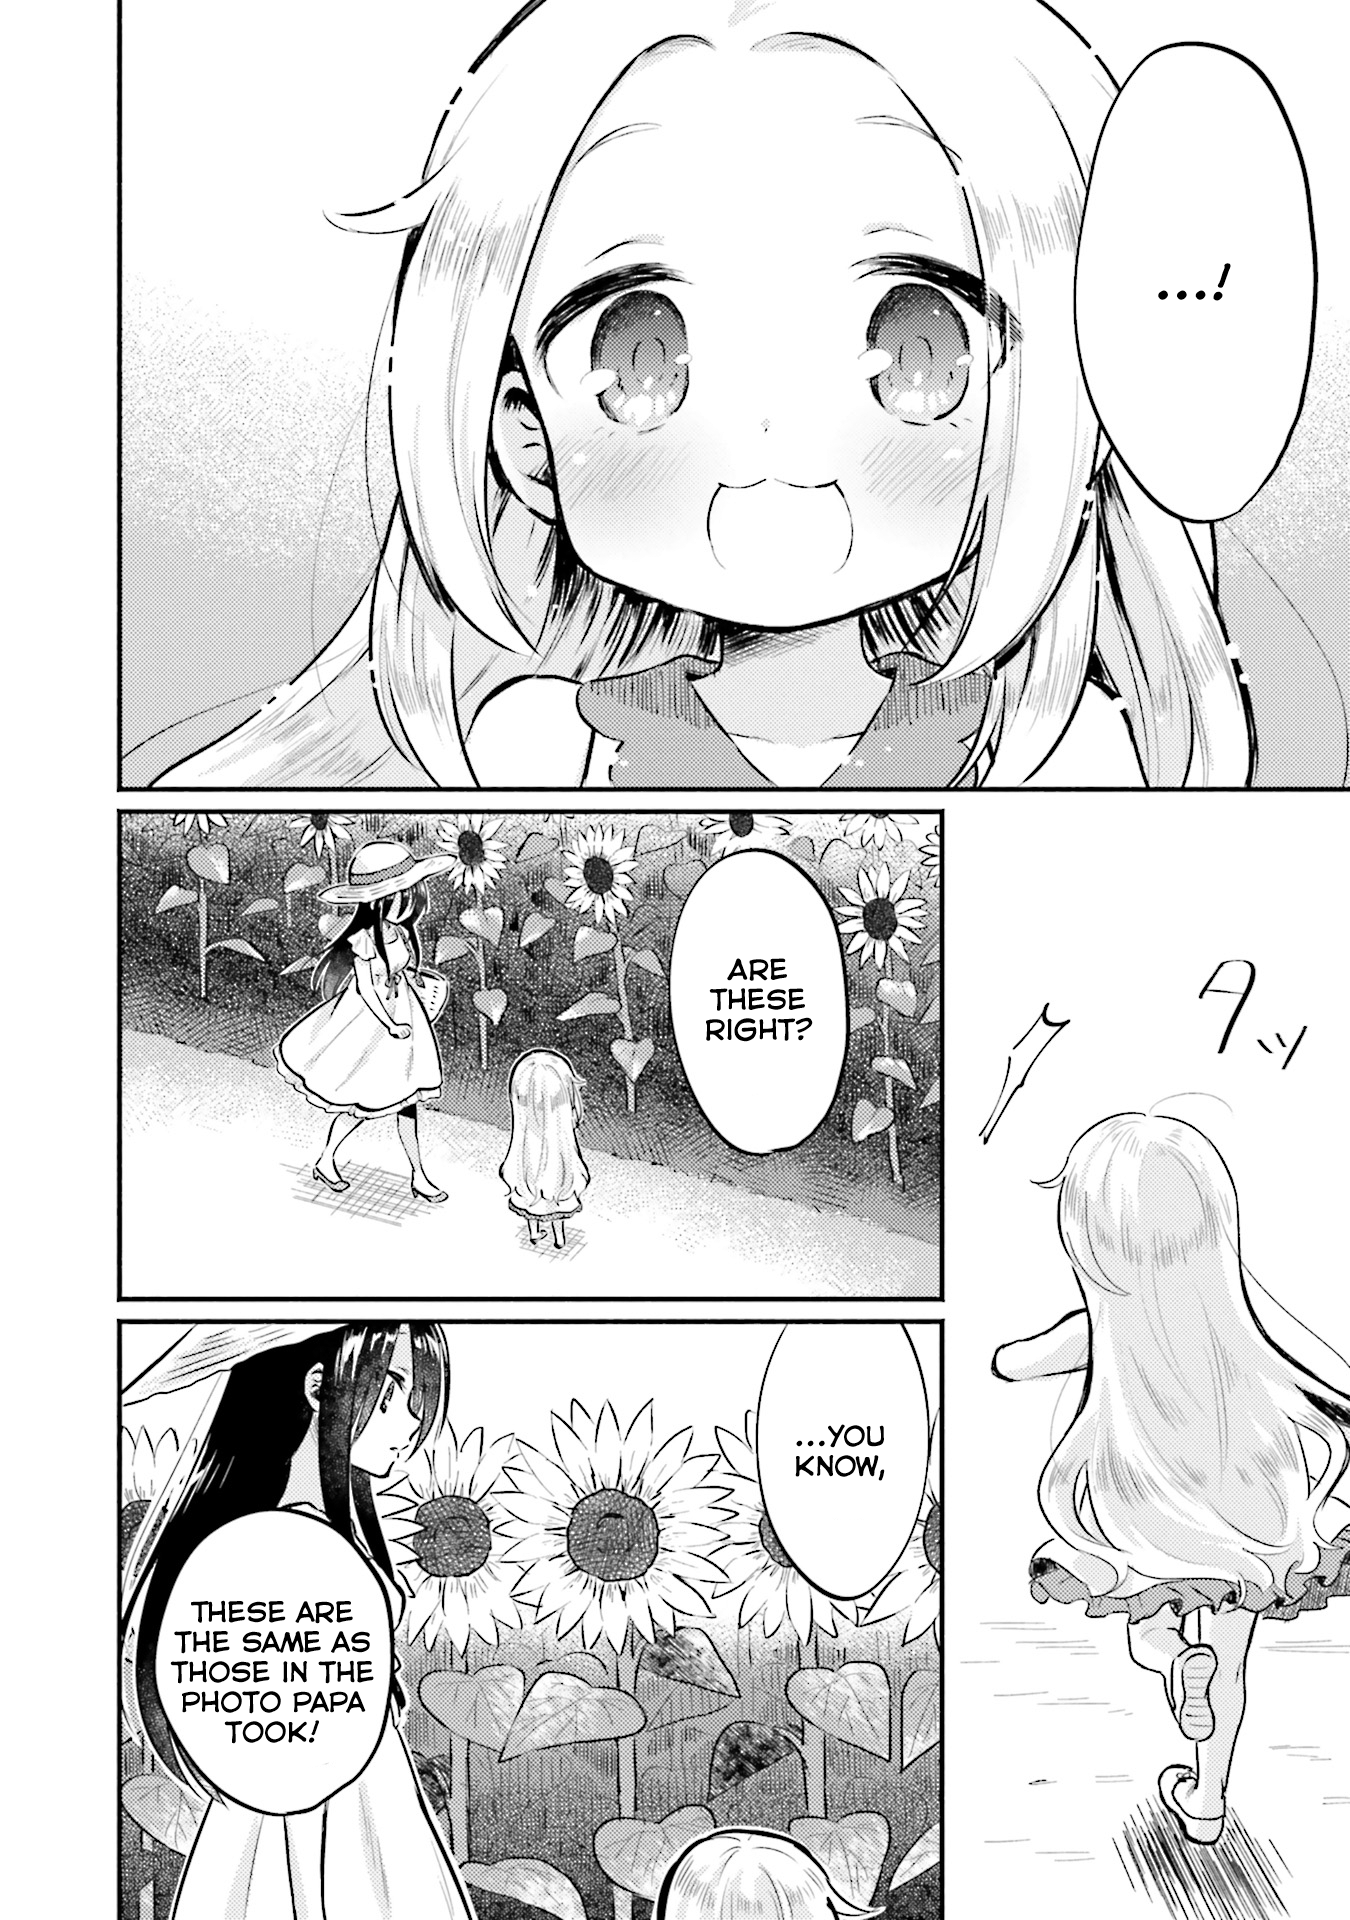 ...!
タッ
ARE
THESE
RIGHT?
...YOU
KNOW,
THESE ARE
THE SAME AS
THOSE IN THE
PHOTO PAPA
TOOK!